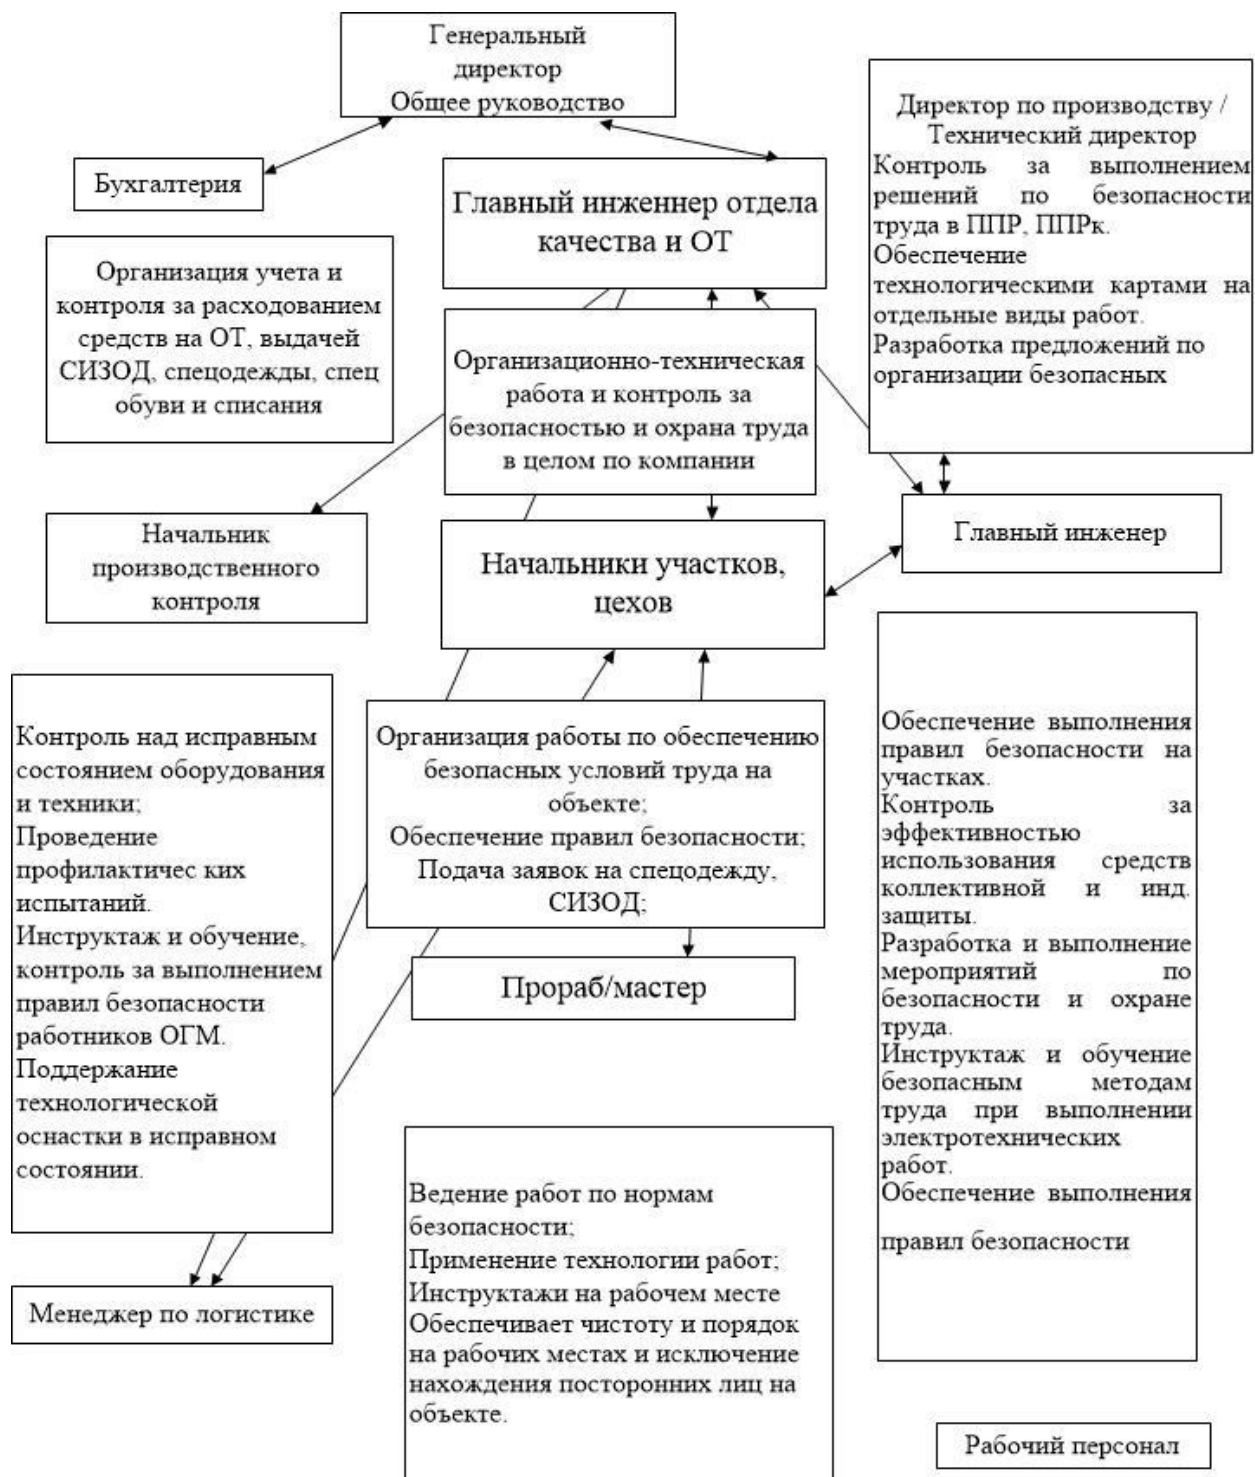 Генеральный
директор
Общее руководство
Бухгалтерия
Главный инженнер отдела
качества и ОТ
Директор по производству /
Технический директор
Контроль за выполнением
решений по безопасности
труда в ППР, ППРк.
Обеспечение
технологическими картами на
отдельные виды работ.
Разработка предложений по
организации безопасных
Организация учета и
контроля за расходованием
средств на ОТ, выдачей
СИЗОД, спецодежды, спец
обуви и списания
Организационно-техническая
работа и контроль за
безопасностью и охрана труда
в целом по компании
Начальник
производственного
контроля
Начальники участков,
цехов
Главный инженер
Контроль над исправным
состоянием оборудования
и техники;
Проведение
профилактичес ких
испытаний.
Инструктаж и обучение,
контроль за выполнением
правил безопасности
работников ОГМ.
Поддержание
технологической
оснастки в исправном
состоянии.
Организация работы по обеспечению
безопасных условий труда на
объекте;
Обеспечение правил безопасности;
Подача заявок на спецодежду,
СИЗОД;
Обеспечение выполнения
правил безопасности на
участках.
Контроль за
эффективностью
использования средств
коллективной и инд.
защиты.
Разработка и выполнение
мероприятий по
безопасности и охране
труда.
Инструктаж и обучение
безопасным методам
труда при выполнении
электротехнических
работ.
Обеспечение выполнения
правил безопасности
Прораб/мастер
Менеджер по логистике
Ведение работ по нормам
безопасности;
Применение технологии работ;
Инструктажи на рабочем месте
Обеспечивает чистоту и порядок
на рабочих местах и исключение
нахождения посторонних лиц на
объекте.
Рабочий персонал